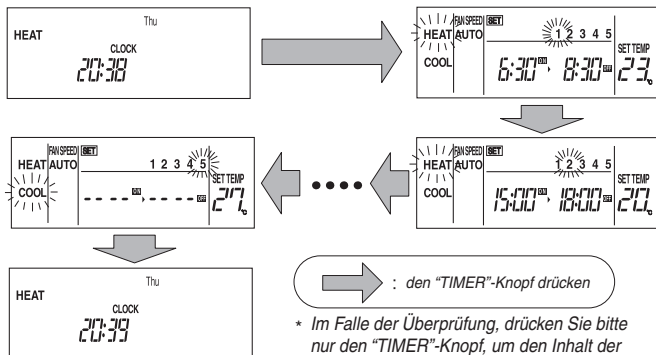 Thu
HEAT
CLOCK
20:38
FAN SPEED SET
HEAT AUTO 1 2 3 4 5
SET TEMP
COOL 6:30 ON, 8:30 OFF 23°C
FAN SPEED SET
HEAT AUTO 1 2 3 4 5
SET TEMP
COOL 15:00 ON, 18:00 OFF 20°C
FAN SPEED SET
HEAT AUTO 1 2 3 4 5
SET TEMP
COOL --:-- ON, --:-- OFF 27°C
Thu
HEAT
CLOCK
20:39
: den “TIMER”-Knopf drücken
* Im Falle der Überprüfung, drücken Sie bitte
nur den “TIMER”-Knopf, um den Inhalt der